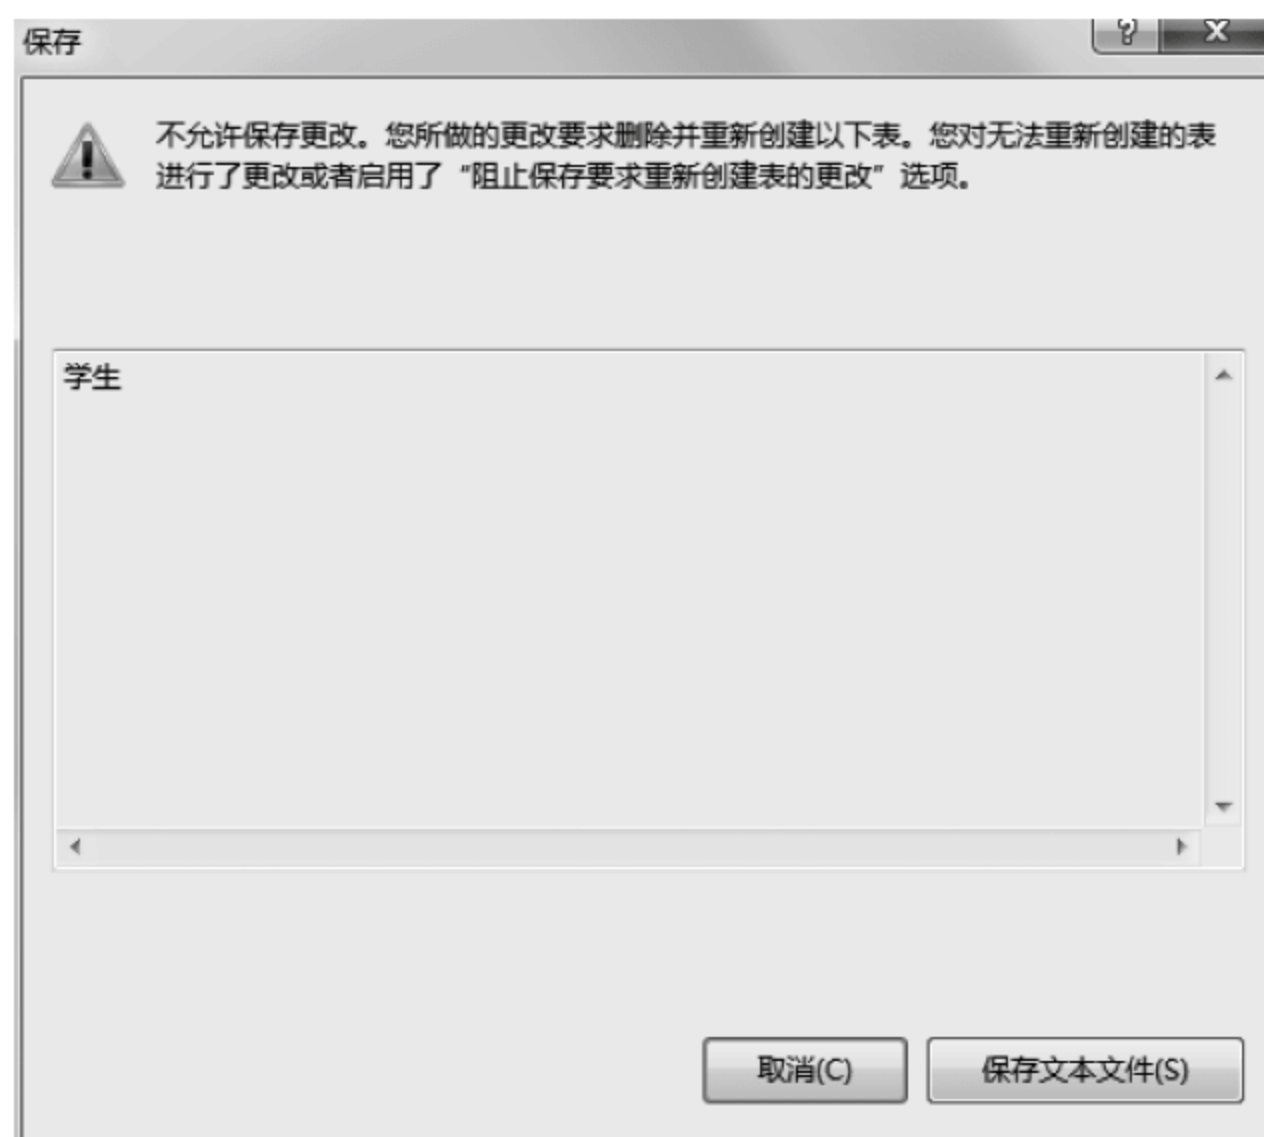 保存
不允许保存更改。您所做的更改要求删除并重新创建以下表。您对无法重新创建的表
进行了更改或者启用了“阻止保存要求重新创建表的更改”选项。
学生
取消(C)
保存文本文件(S)